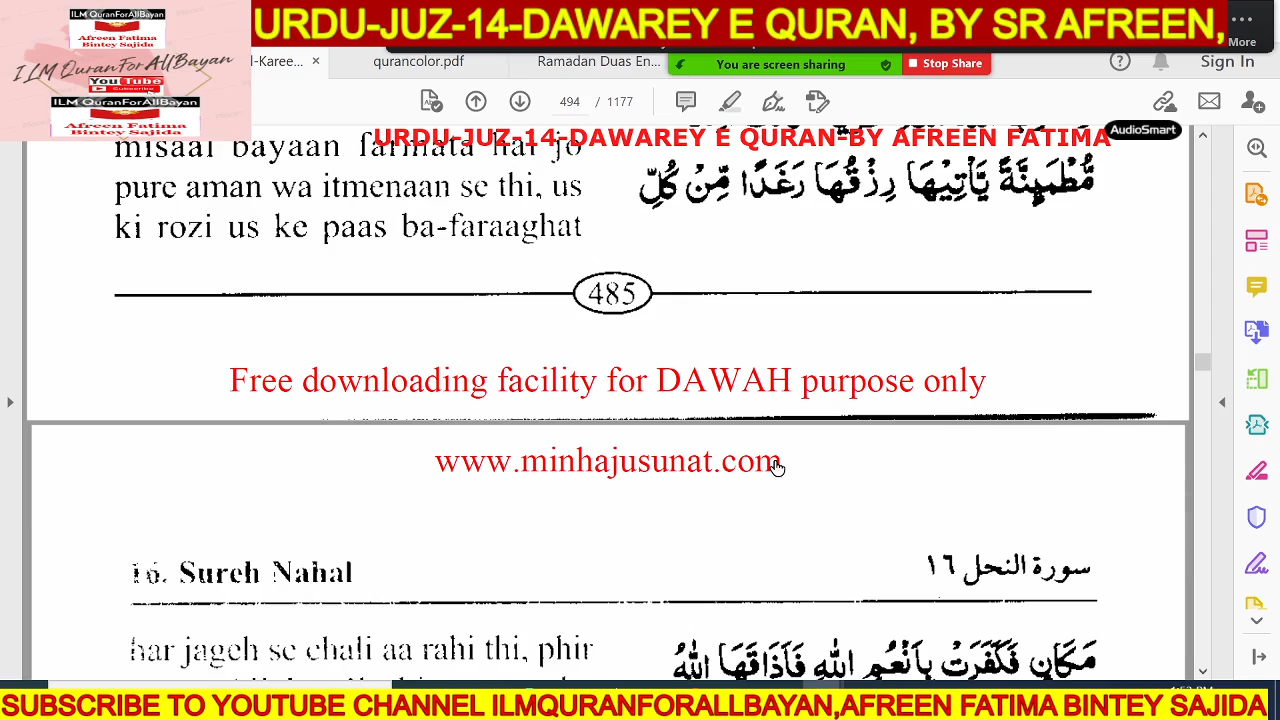 URDU-JUZ-14-DAWAREY E QURAN, BY SR AFREEN,
ILM QuranForAllBayan
Afreen Fatima
Bintey Sajida
ILM QuranForAllBayan
YouTube
Subscribe
ILM QuranForAllBayan
Afreen Fatima
Bintey Sajida
More
l-Karee...
qurancolor.pdf
Ramadan Duas En...
You are screen sharing
Stop Share
Sign In
494 / 1177
URDU-JUZ-14-DAWAREY E QURAN-BY AFREEN FATIMA
AudioSmart
misaal bayaan farmata hai jo
pure aman wa itmenaan se thi, us
ki rozi us ke paas ba-faraaghat
مُّطْمَئِنَّةً يَّأْتِيْهَا رِزْقُهَا رَغَدًا مِّنْ كُلِّ
485
Free downloading facility for DAWAH purpose only
www.minhajusunat.com
16. Sureh Nahal
سورة النحل ١٦
har jageh se chali aa rahi thi, phir
مَكَانٍ فَكَفَرَتْ بِاَنْعُمِ اللّٰهِ فَاَذَاقَهَا اللّٰهُ
SUBSCRIBE TO YOUTUBE CHANNEL ILMQURANFORALLBAYAN,AFREEN FATIMA BINTEY SAJIDA